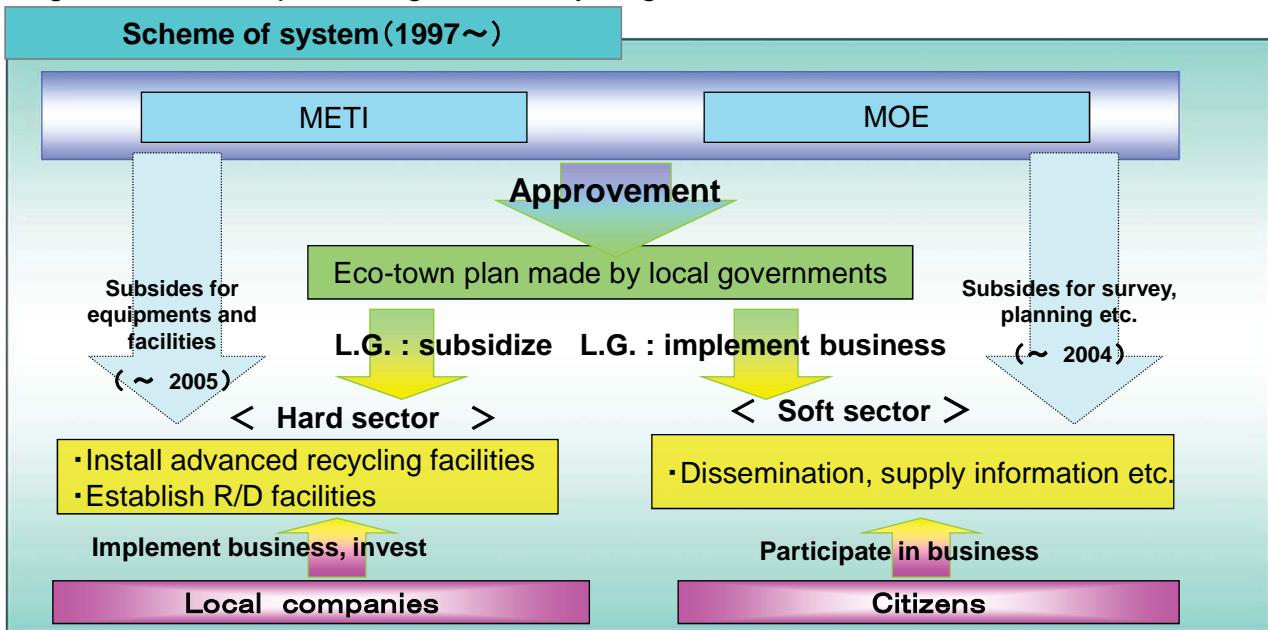 Scheme of system（1997～）
METI
MOE
Approvement
Eco-town plan made by local governments
Subsides for
equipments and
facilities
（～ 2005）
Subsides for survey,
planning etc.
（～ 2004）
L.G. : subsidize
L.G. : implement business
＜ Hard sector ＞
＜ Soft sector ＞
・Install advanced recycling facilities
・Establish R/D facilities
・Dissemination, supply information etc.
Implement business, invest
Participate in business
Local companies
Citizens